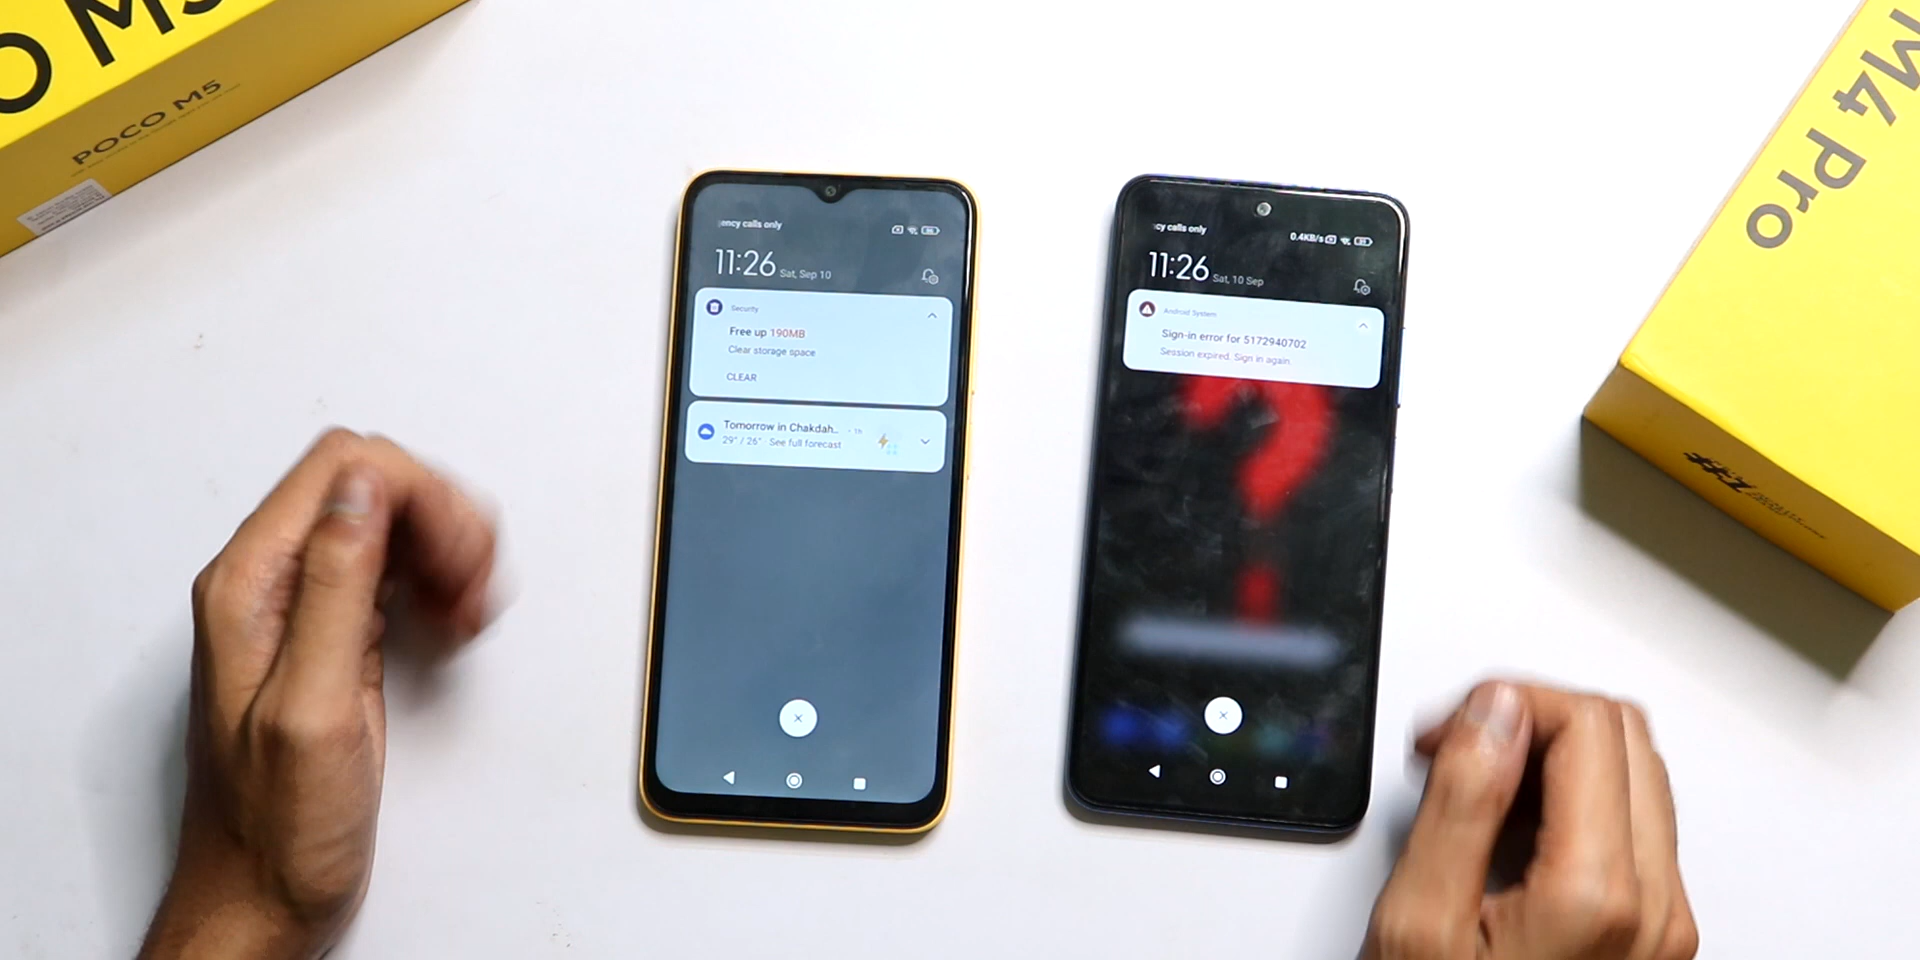 O M5
POCO M5
ency calls only
11:26 Sat, Sep 10
Security
Free up 190MB
Clear storage space
CLEAR
Tomorrow in Chakdah.. • 1h
29° / 26° · See full forecast
cy calls only
0.4KB/s
11:26 Sat, 10 Sep
Android System
Sign-in error for 5172940702
Session expired. Sign in again.
M4 Pro